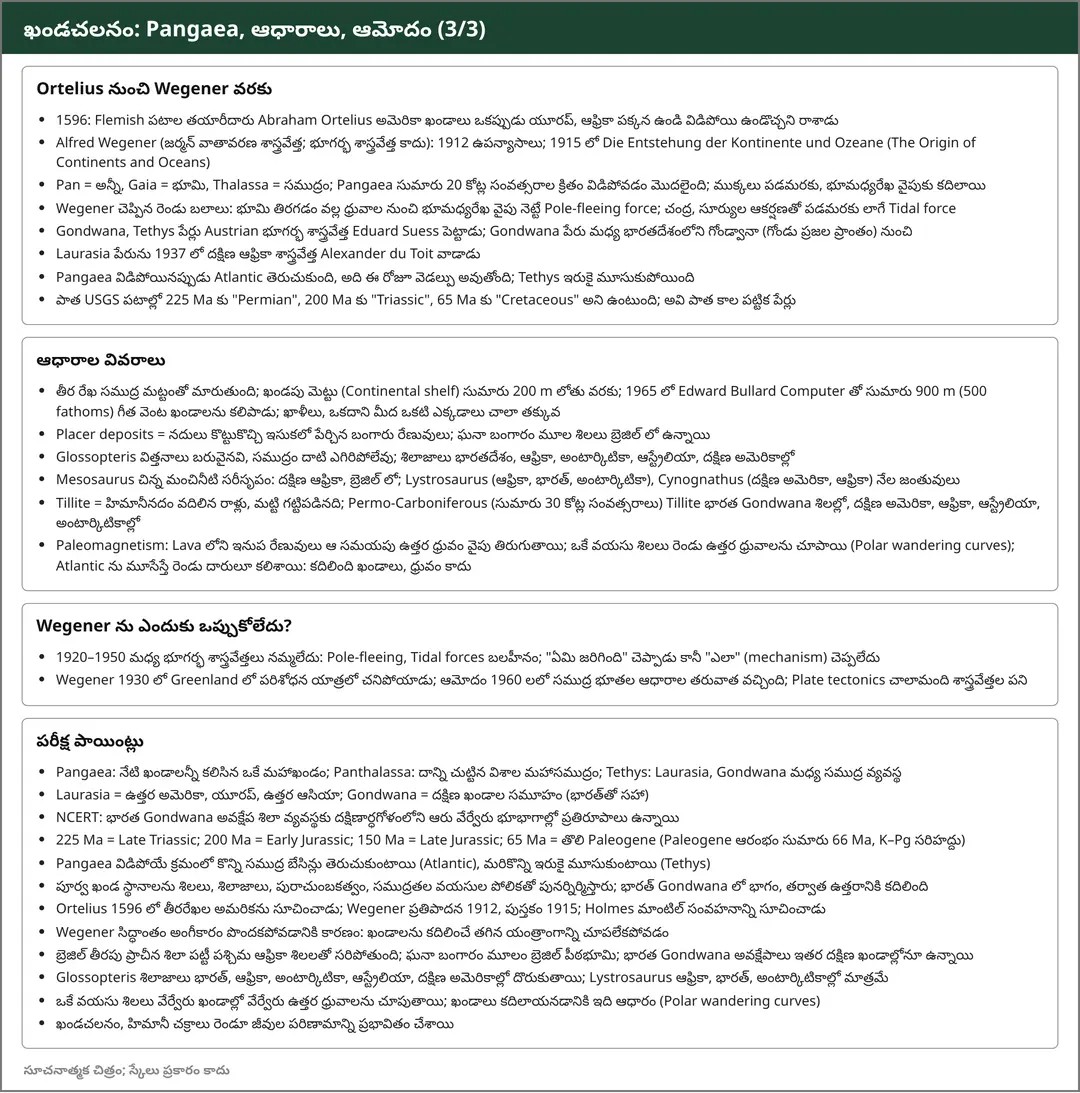 ఖండచలనం: Pangaea, ఆధారాలు, ఆమోదం (3/3)
Ortelius నుంచి Wegener వరకు
• 1596: Flemish పటాల తయారీదారు Abraham Ortelius అమెరికా ఖండాలు ఒకప్పుడు యూరప్, ఆఫ్రికా పక్కన ఉండి విడిపోయి ఉండొచ్చని రాశాడు
• Alfred Wegener (జర్మన్ వాతావరణ శాస్త్రవేత్త; భూగర్భ శాస్త్రవేత్త కాదు): 1912 ఉపన్యాసాలు; 1915 లో Die Entstehung der Kontinente und Ozeane (The Origin of
Continents and Oceans)
• Pan = అన్నీ, Gaia = భూమి, Thalassa = సముద్రం; Pangaea సుమారు 20 కోట్ల సంవత్సరాల క్రితం విడిపోవడం మొదలైంది; ముక్కలు పడమరకు, భూమధ్యరేఖ వైపుకు కదిలాయి
• Wegener చెప్పిన రెండు బలాలు: భూమి తిరగడం వల్ల ధ్రువాల నుంచి భూమధ్యరేఖ వైపు నెట్టే Pole-fleeing force; చంద్ర, సూర్యుల ఆకర్షణతో పడమరకు లాగే Tidal force
• Gondwana, Tethys పేర్లు Austrian భూగర్భ శాస్త్రవేత్త Eduard Suess పెట్టాడు; Gondwana పేరు మధ్య భారతదేశంలోని గోండ్వానా (గోండు ప్రజల ప్రాంతం) నుంచి
• Laurasia పేరును 1937 లో దక్షిణ ఆఫ్రికా శాస్త్రవేత్త Alexander du Toit వాడాడు
• Pangaea విడిపోయినప్పుడు Atlantic తెరుచుకుంది, అది ఈ రోజూ వెడల్పు అవుతోంది; Tethys ఇరుకై మూసుకుపోయింది
• పాత USGS పటాల్లో 225 Ma కు "Permian", 200 Ma కు "Triassic", 65 Ma కు "Cretaceous" అని ఉంటుంది; అవి పాత కాల పట్టిక పేర్లు
ఆధారాల వివరాలు
• తీర రేఖ సముద్ర మట్టంతో మారుతుంది; ఖండపు మెట్టు (Continental shelf) సుమారు 200 m లోతు వరకు; 1965 లో Edward Bullard Computer తో సుమారు 900 m (500
fathoms) గీత వెంట ఖండాలను కలిపాడు; ఖాళీలు, ఒకదాని మీద ఒకటి ఎక్కడాలు చాలా తక్కువ
• Placer deposits = నదులు కొట్టుకొచ్చి ఇసుకలో పేర్చిన బంగారు రేణువులు; ఘనా బంగారం మూల శిలలు బ్రెజిల్ లో ఉన్నాయి
• Glossopteris విత్తనాలు బరువైనవి, సముద్రం దాటి ఎగిరిపోలేవు; శిలాజాలు భారతదేశం, ఆఫ్రికా, అంటార్కిటికా, ఆస్ట్రేలియా, దక్షిణ అమెరికాల్లో
• Mesosaurus చిన్న మంచినీటి సరీసృపం: దక్షిణ ఆఫ్రికా, బ్రెజిల్ లో; Lystrosaurus (ఆఫ్రికా, భారత్, అంటార్కిటికా), Cynognathus (దక్షిణ అమెరికా, ఆఫ్రికా) నేల జంతువులు
• Tillite = హిమానీనదం వదిలిన రాళ్లు, మట్టి గట్టిపడినది; Permo-Carboniferous (సుమారు 30 కోట్ల సంవత్సరాలు) Tillite భారత Gondwana శిలల్లో, దక్షిణ అమెరికా, ఆఫ్రికా, ఆస్ట్రేలియా,
అంటార్కిటికాల్లో
• Paleomagnetism: Lava లోని ఇనుప రేణువులు ఆ సమయపు ఉత్తర ధ్రువం వైపు తిరుగుతాయి; ఒకే వయసు శిలలు రెండు ఉత్తర ధ్రువాలను చూపాయి (Polar wandering curves);
Atlantic ను మూసేస్తే రెండు దారులూ కలిశాయి: కదిలింది ఖండాలు, ధ్రువం కాదు
Wegener ను ఎందుకు ఒప్పుకోలేదు?
• 1920–1950 మధ్య భూగర్భ శాస్త్రవేత్తలు నమ్మలేదు: Pole-fleeing, Tidal forces బలహీనం; "ఏమి జరిగింది" చెప్పాడు కానీ "ఎలా" (mechanism) చెప్పలేదు
• Wegener 1930 లో Greenland లో పరిశోధన యాత్రలో చనిపోయాడు; ఆమోదం 1960 లలో సముద్ర భూతల ఆధారాల తరువాత వచ్చింది; Plate tectonics చాలామంది శాస్త్రవేత్తల పని
పరీక్ష పాయింట్లు
• Pangaea: నేటి ఖండాలన్నీ కలిసిన ఒకే మహాఖండం; Panthalassa: దాన్ని చుట్టిన విశాల మహాసముద్రం; Tethys: Laurasia, Gondwana మధ్య సముద్ర వ్యవస్థ
• Laurasia = ఉత్తర అమెరికా, యూరప్, ఉత్తర ఆసియా; Gondwana = దక్షిణ ఖండాల సమూహం (భారత్‌తో సహా)
• NCERT: భారత Gondwana అవక్షేప శిలా వ్యవస్థకు దక్షిణార్ధగోళంలోని ఆరు వేర్వేరు భూభాగాల్లో ప్రతిరూపాలు ఉన్నాయి
• 225 Ma = Late Triassic; 200 Ma = Early Jurassic; 150 Ma = Late Jurassic; 65 Ma = తొలి Paleogene (Paleogene ఆరంభం సుమారు 66 Ma, K–Pg సరిహద్దు)
• Pangaea విడిపోయే క్రమంలో కొన్ని సముద్ర బేసిన్లు తెరుచుకుంటాయి (Atlantic), మరికొన్ని ఇరుకై మూసుకుంటాయి (Tethys)
• పూర్వ ఖండ స్థానాలను శిలలు, శిలాజాలు, పురాచుంబకత్వం, సముద్రతల వయసుల పోలికతో పునర్నిర్మిస్తారు; భారత్ Gondwana లో భాగం, తర్వాత ఉత్తరానికి కదిలింది
• Ortelius 1596 లో తీరరేఖల అమరికను సూచించాడు; Wegener ప్రతిపాదన 1912, పుస్తకం 1915; Holmes మాంటిల్ సంవహనాన్ని సూచించాడు
• Wegener సిద్ధాంతం అంగీకారం పొందకపోవడానికి కారణం: ఖండాలను కదిలించే తగిన యంత్రాంగాన్ని చూపలేకపోవడం
• బ్రెజిల్ తీరపు ప్రాచీన శిలా పట్టీ పశ్చిమ ఆఫ్రికా శిలలతో సరిపోతుంది; ఘనా బంగారం మూలం బ్రెజిల్ పీఠభూమి; భారత Gondwana అవక్షేపాలు ఇతర దక్షిణ ఖండాల్లోనూ ఉన్నాయి
• Glossopteris శిలాజాలు భారత్, ఆఫ్రికా, అంటార్కిటికా, ఆస్ట్రేలియా, దక్షిణ అమెరికాల్లో దొరుకుతాయి; Lystrosaurus ఆఫ్రికా, భారత్, అంటార్కిటికాల్లో మాత్రమే
• ఒకే వయసు శిలలు వేర్వేరు ఖండాల్లో వేర్వేరు ఉత్తర ధ్రువాలను చూపుతాయి; ఖండాలు కదిలాయనడానికి ఇది ఆధారం (Polar wandering curves)
• ఖండచలనం, హిమానీ చక్రాలు రెండూ జీవుల పరిణామాన్ని ప్రభావితం చేశాయి
సూచనాత్మక చిత్రం; స్కేలు ప్రకారం కాదు